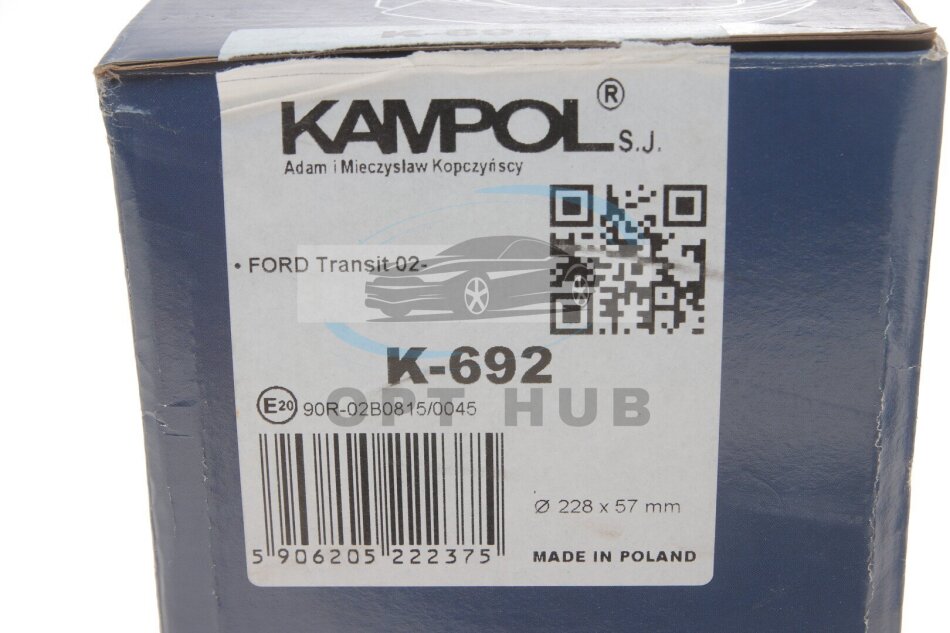 KAMPOL® S.J.
Adam i Mieczysław Kopczyńscy
• FORD Transit 02-
K-692
OPT HUB
E20 90R-02B0815/0045
Ø 228 x 57 mm
5 906205 222375
MADE IN POLAND